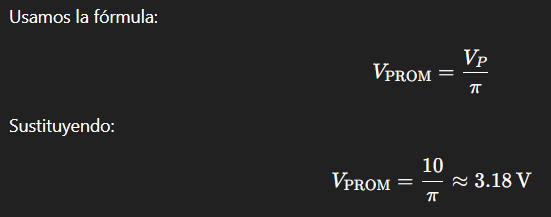 Usamos la fórmula:
V_PROM = V_P / π
Sustituyendo:
V_PROM = 10 / π ≈ 3.18 V